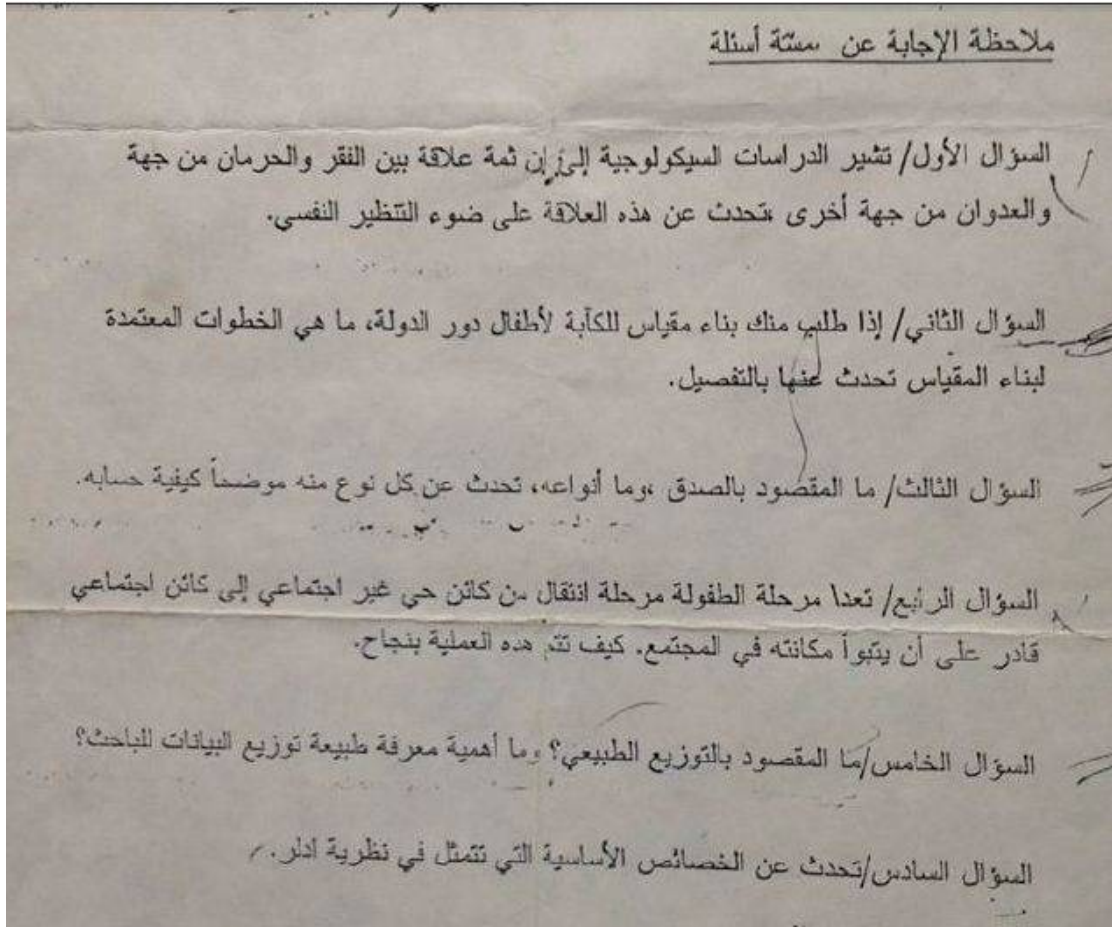 ملاحظة الإجابة عن ستة أسئلة
السؤال الأول/ تشير الدراسات السيكولوجية إلى إن ثمة علاقة بين الفقر والحرمان من جهة
والعدوان من جهة أخرى ،تحدث عن هذه العلاقة على ضوء التنظير النفسي.
السؤال الثاني/ إذا طلب منك بناء مقياس للكآبة لأطفال دور الدولة، ما هي الخطوات المعتمدة
لبناء المقياس تحدث عنها بالتفصيل.
السؤال الثالث/ ما المقصود بالصدق ،وما أنواعه، تحدث عن كل نوع منه موضحاً كيفية حسابه.
السؤال الرابع/ تعدا مرحلة الطفولة مرحلة انتقال من كائن حي غير اجتماعي إلى كائن اجتماعي
قادر على أن يتبوأ مكانته في المجتمع. كيف تتم هده العملية بنجاح.
السؤال الخامس/ما المقصود بالتوزيع الطبيعي؟ وما أهمية معرفة طبيعة توزيع البيانات للباحث؟
السؤال السادس/تحدث عن الخصائص الأساسية التي تتمثل في نظرية ادلر.